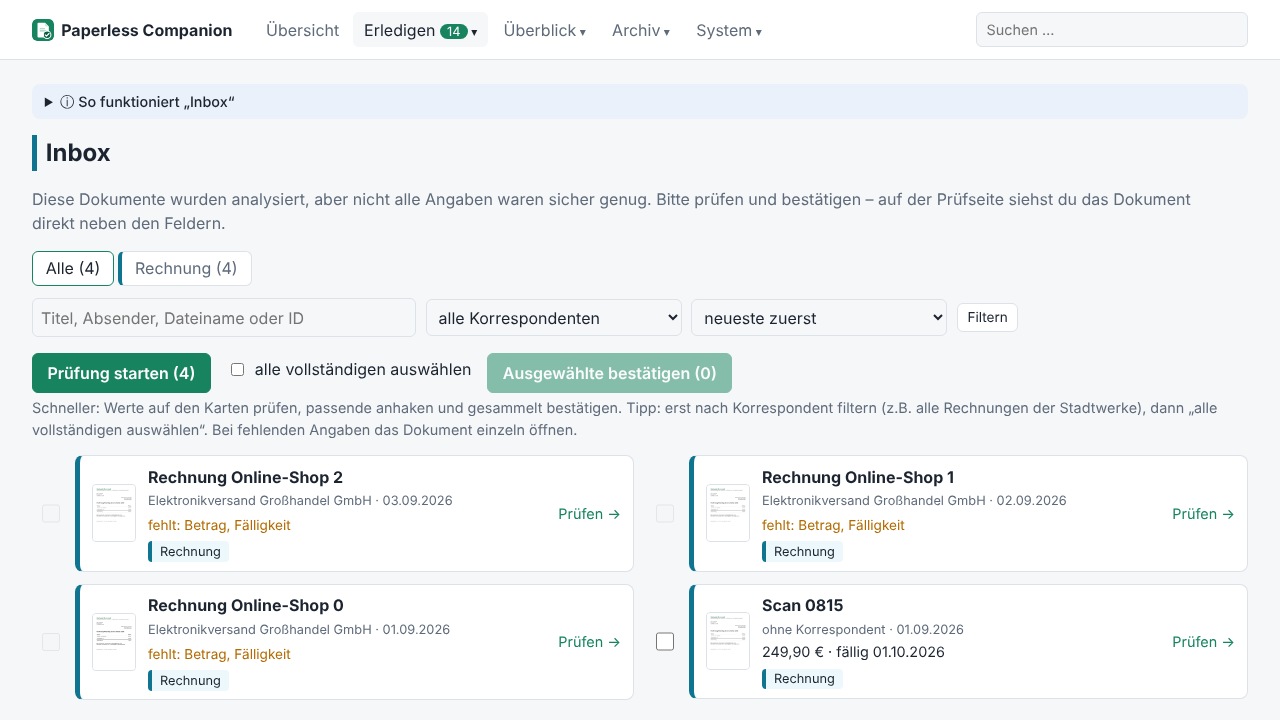 Paperless Companion
Übersicht
Erledigen 14 ▾
Überblick ▾
Archiv ▾
System ▾
Suchen ...
▶ ⓘ So funktioniert „Inbox“
Inbox
Diese Dokumente wurden analysiert, aber nicht alle Angaben waren sicher genug. Bitte prüfen und bestätigen – auf der Prüfseite siehst du das Dokument
direkt neben den Feldern.
Alle (4)
Rechnung (4)
Titel, Absender, Dateiname oder ID
alle Korrespondenten
neueste zuerst
Filtern
Prüfung starten (4)
alle vollständigen auswählen
Ausgewählte bestätigen (0)
Schneller: Werte auf den Karten prüfen, passende anhaken und gesammelt bestätigen. Tipp: erst nach Korrespondent filtern (z.B. alle Rechnungen der Stadtwerke), dann „alle
vollständigen auswählen“. Bei fehlenden Angaben das Dokument einzeln öffnen.
Rechnung Online-Shop 2
Elektronikversand Großhandel GmbH · 03.09.2026
fehlt: Betrag, Fälligkeit
Rechnung
Prüfen →
Rechnung Online-Shop 1
Elektronikversand Großhandel GmbH · 02.09.2026
fehlt: Betrag, Fälligkeit
Rechnung
Prüfen →
Rechnung Online-Shop 0
Elektronikversand Großhandel GmbH · 01.09.2026
fehlt: Betrag, Fälligkeit
Rechnung
Prüfen →
Scan 0815
ohne Korrespondent · 01.09.2026
249,90 € · fällig 01.10.2026
Rechnung
Prüfen →